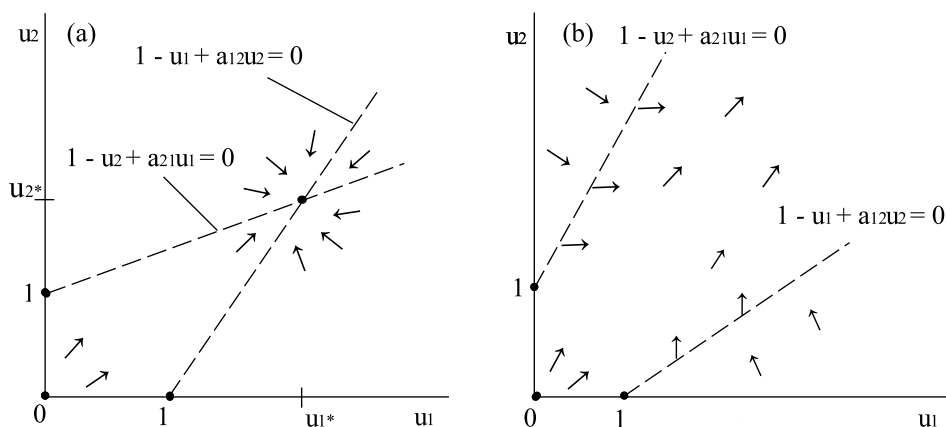 u2 (a)
1 - u1 + a12u2 = 0
1 - u2 + a21u1 = 0
u2*
1
0 1 u1* u1
u2 (b) 1 - u2 + a21u1 = 0
1 - u1 + a12u2 = 0
1
0 1 u1